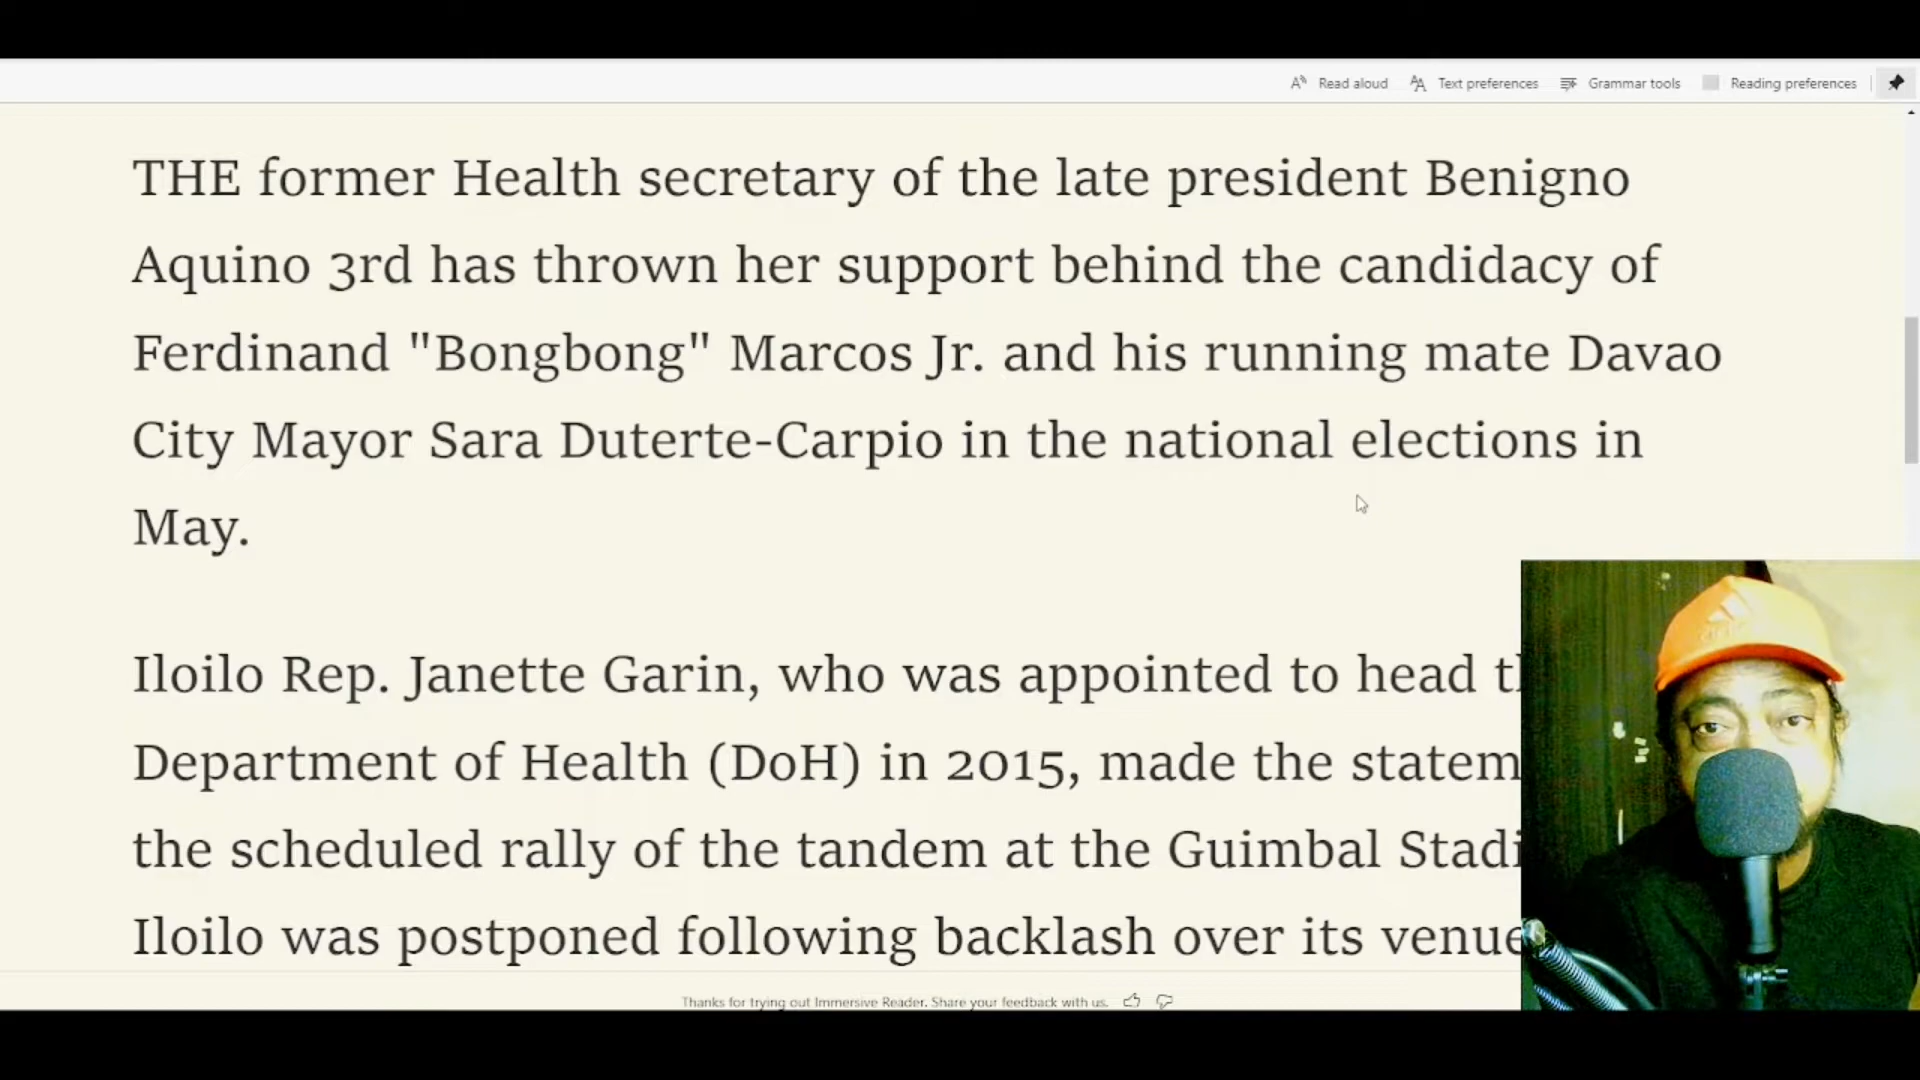 Read aloud Text preferences Grammar tools Reading preferences
THE former Health secretary of the late president Benigno
Aquino 3rd has thrown her support behind the candidacy of
Ferdinand "Bongbong" Marcos Jr. and his running mate Davao
City Mayor Sara Duterte-Carpio in the national elections in
May.
Iloilo Rep. Janette Garin, who was appointed to head
Department of Health (DoH) in 2015, made the
the scheduled rally of the tandem at the Guimbal
Iloilo was postponed following backlash over its venue
Thanks for trying out Immersive Reader. Share your feedback with us.